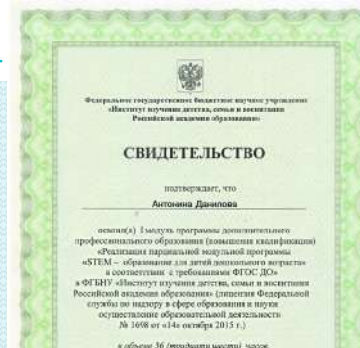 Федеральное государственное бюджетное научное учреждение
«Институт изучения детства, семьи и воспитания
Российской академии образования»
СВИДЕТЕЛЬСТВО
подтверждает, что
Антонина Данилова
освоил(а) I модуль программы дополнительного
профессионального образования (повышения квалификации)
«Реализация парциальной модульной программы
«STEM – образование для детей дошкольного возраста»
в соответствии с требованиями ФГОС ДО»
в ФГБНУ «Институт изучения детства, семьи и воспитания
Российской академии образования» (лицензия Федеральной
службы по надзору в сфере образования и науки
осуществление образовательной деятельности
№ 1698 от «14» октября 2015 г.)
в объеме 36 (тридцати шести) часов